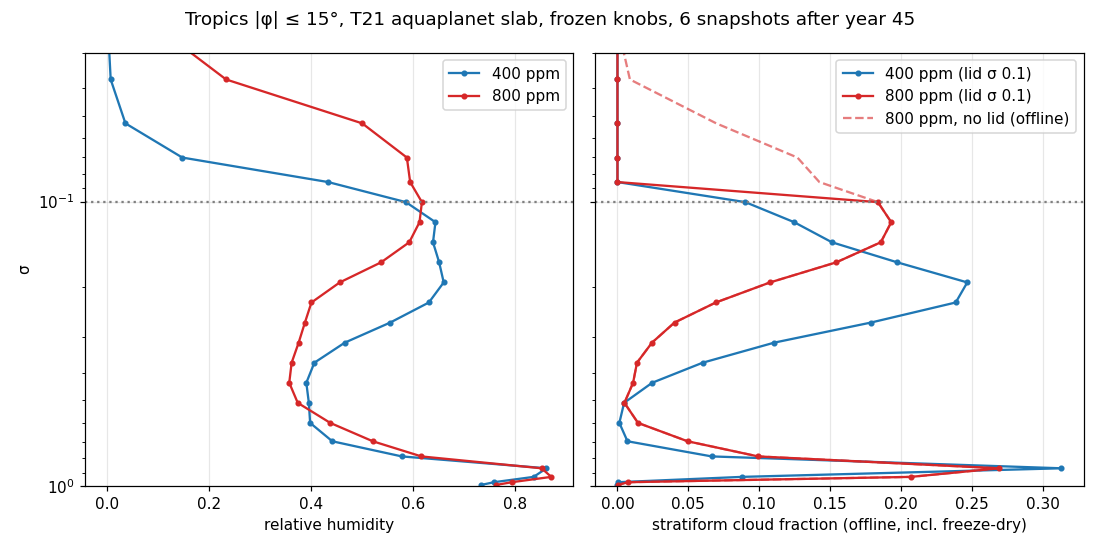 Tropics |φ| ≤ 15°, T21 aquaplanet slab, frozen knobs, 6 snapshots after year 45
400 ppm
800 ppm
400 ppm (lid σ 0.1)
800 ppm (lid σ 0.1)
800 ppm, no lid (offline)
10⁻¹
σ
10⁰
0.0 0.2 0.4 0.6 0.8
0.00 0.05 0.10 0.15 0.20 0.25 0.30
relative humidity
stratiform cloud fraction (offline, incl. freeze-dry)